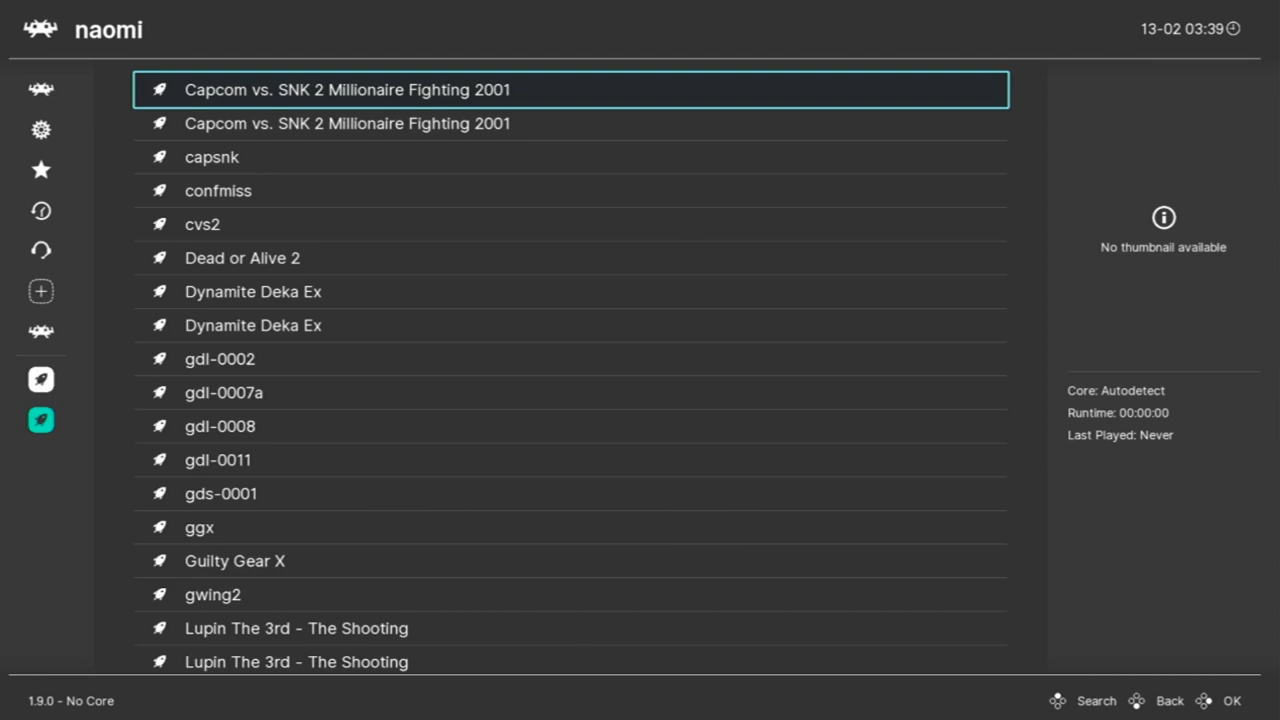 naomi
13-02 03:39
Capcom vs. SNK 2 Millionaire Fighting 2001
Capcom vs. SNK 2 Millionaire Fighting 2001
capsnk
confmiss
cvs2
Dead or Alive 2
Dynamite Deka Ex
Dynamite Deka Ex
gdl-0002
gdl-0007a
gdl-0008
gdl-0011
gds-0001
ggx
Guilty Gear X
gwing2
Lupin The 3rd - The Shooting
Lupin The 3rd - The Shooting
No thumbnail available
Core: Autodetect
Runtime: 00:00:00
Last Played: Never
1.9.0 - No Core
Search Back OK